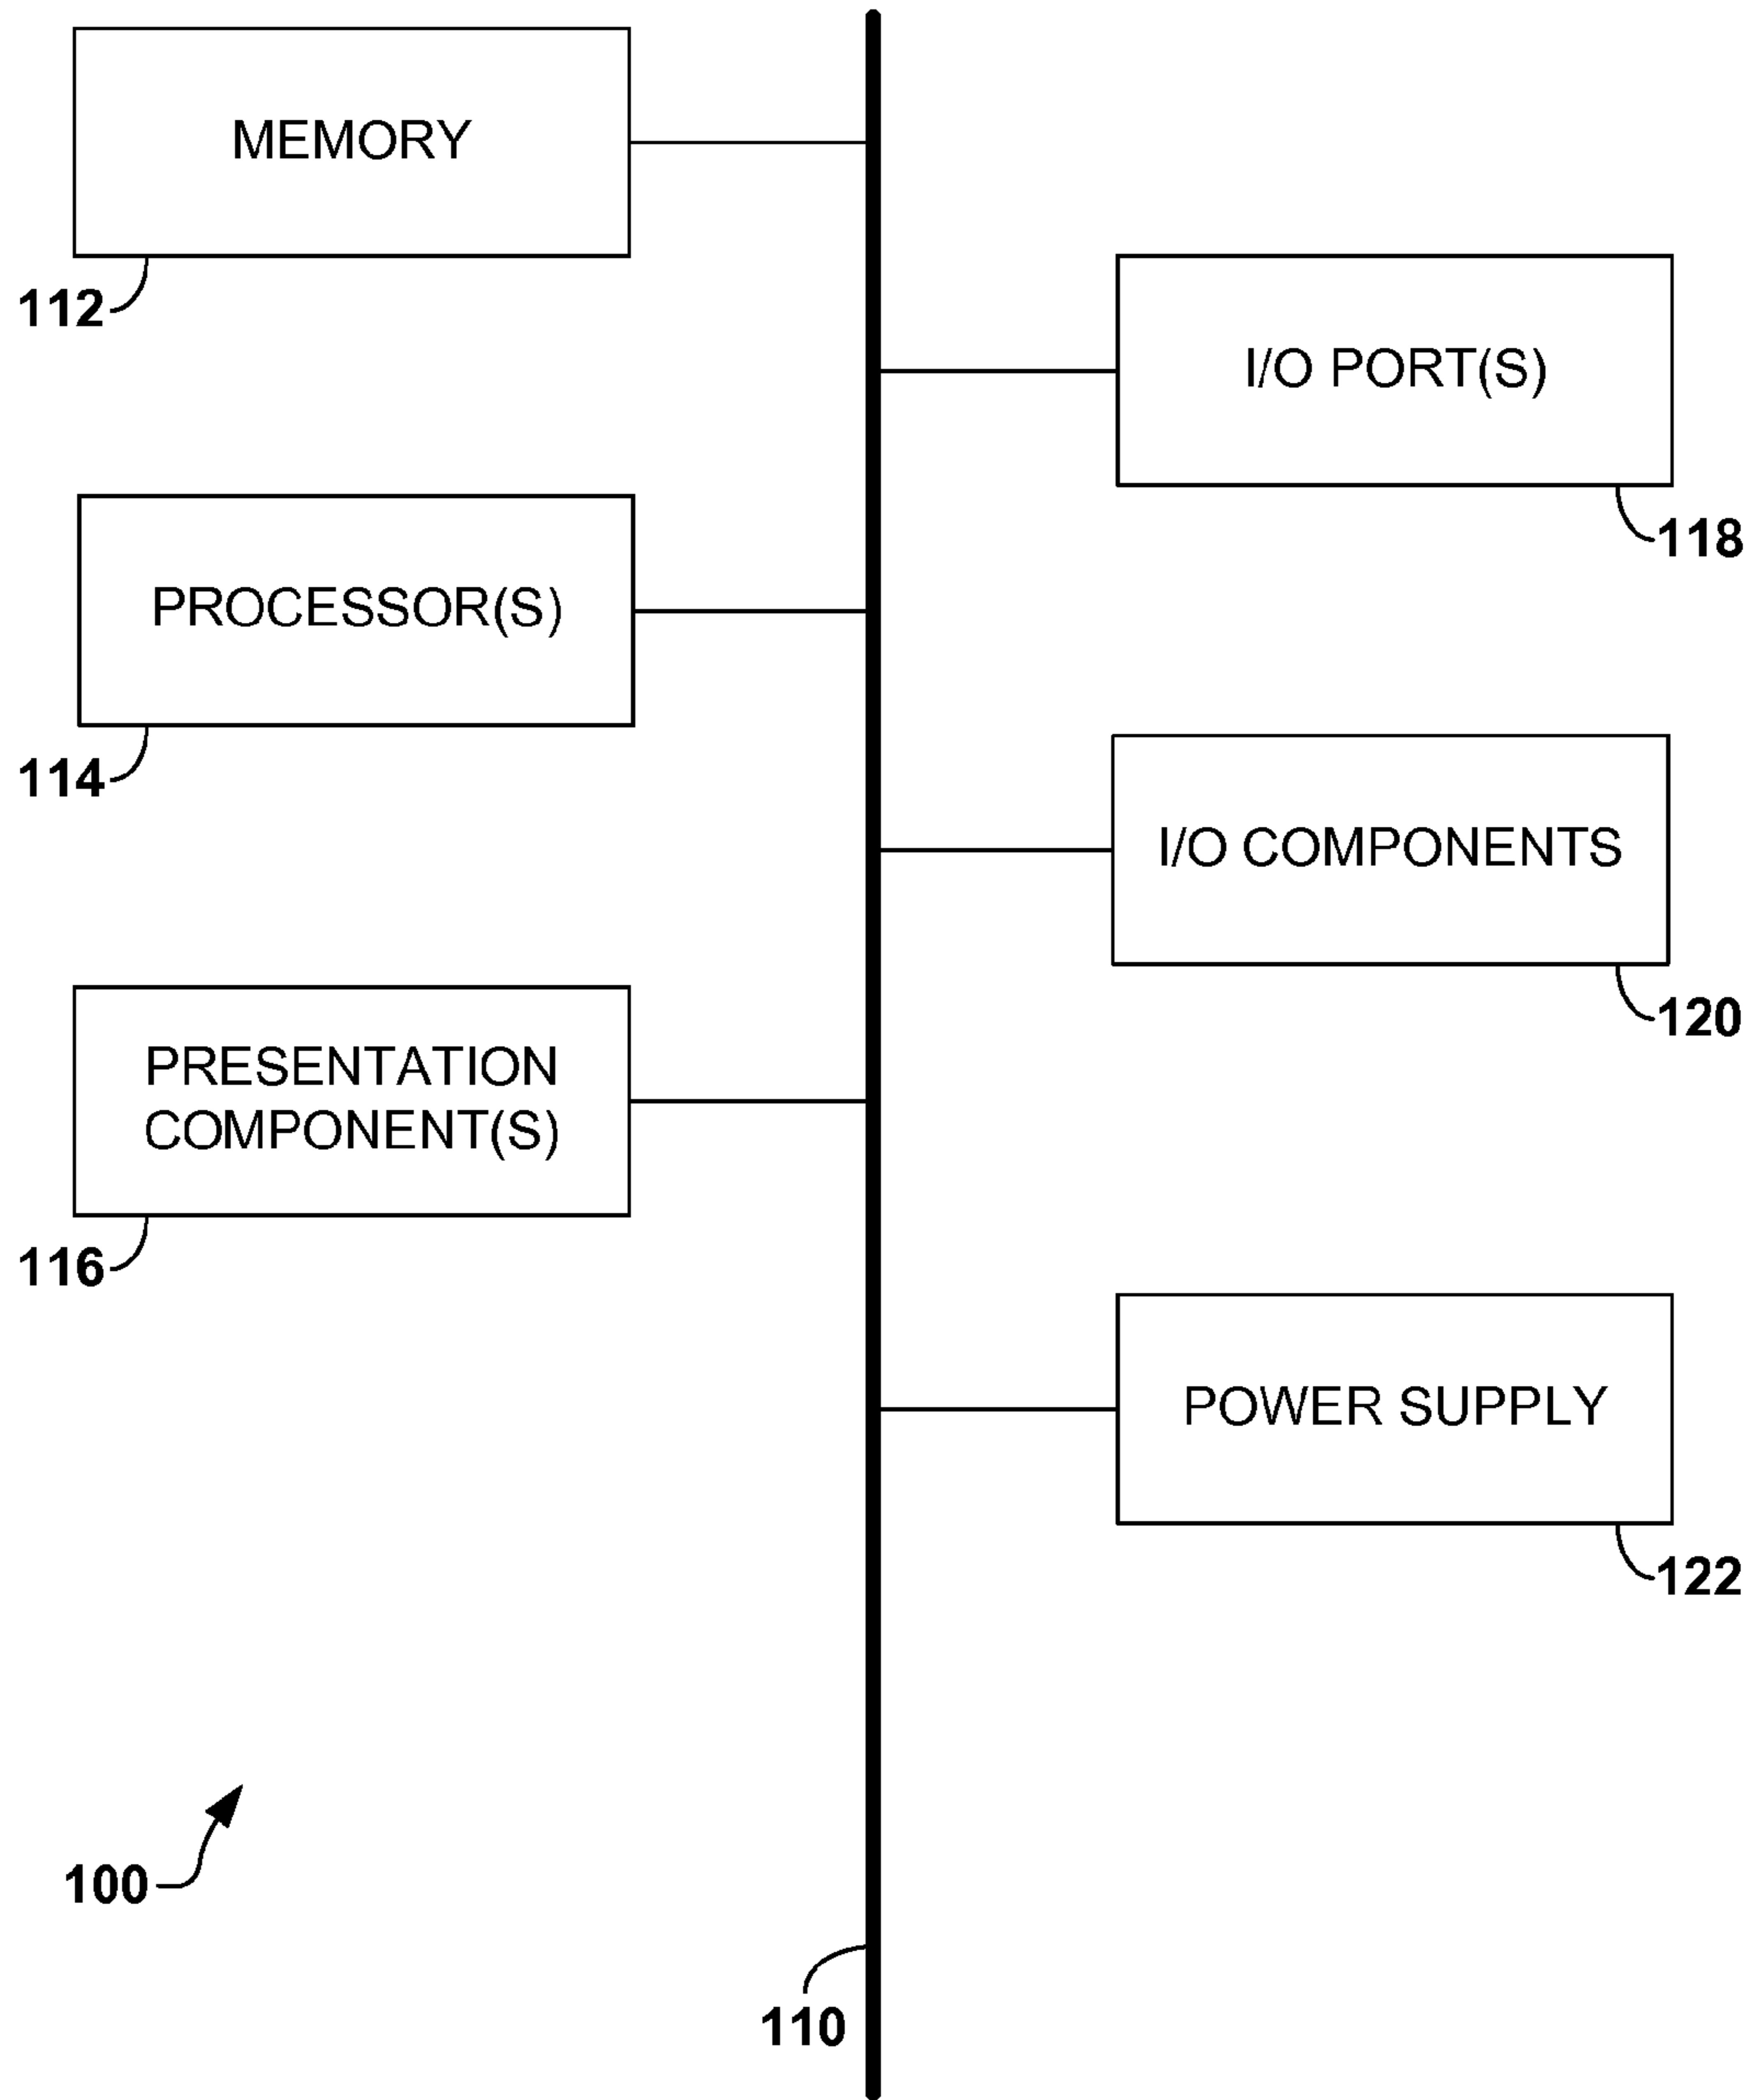 MEMORY
112
I/O PORT(S)
118
PROCESSOR(S)
114
I/O COMPONENTS
120
PRESENTATION
COMPONENT(S)
116
POWER SUPPLY
122
100
110